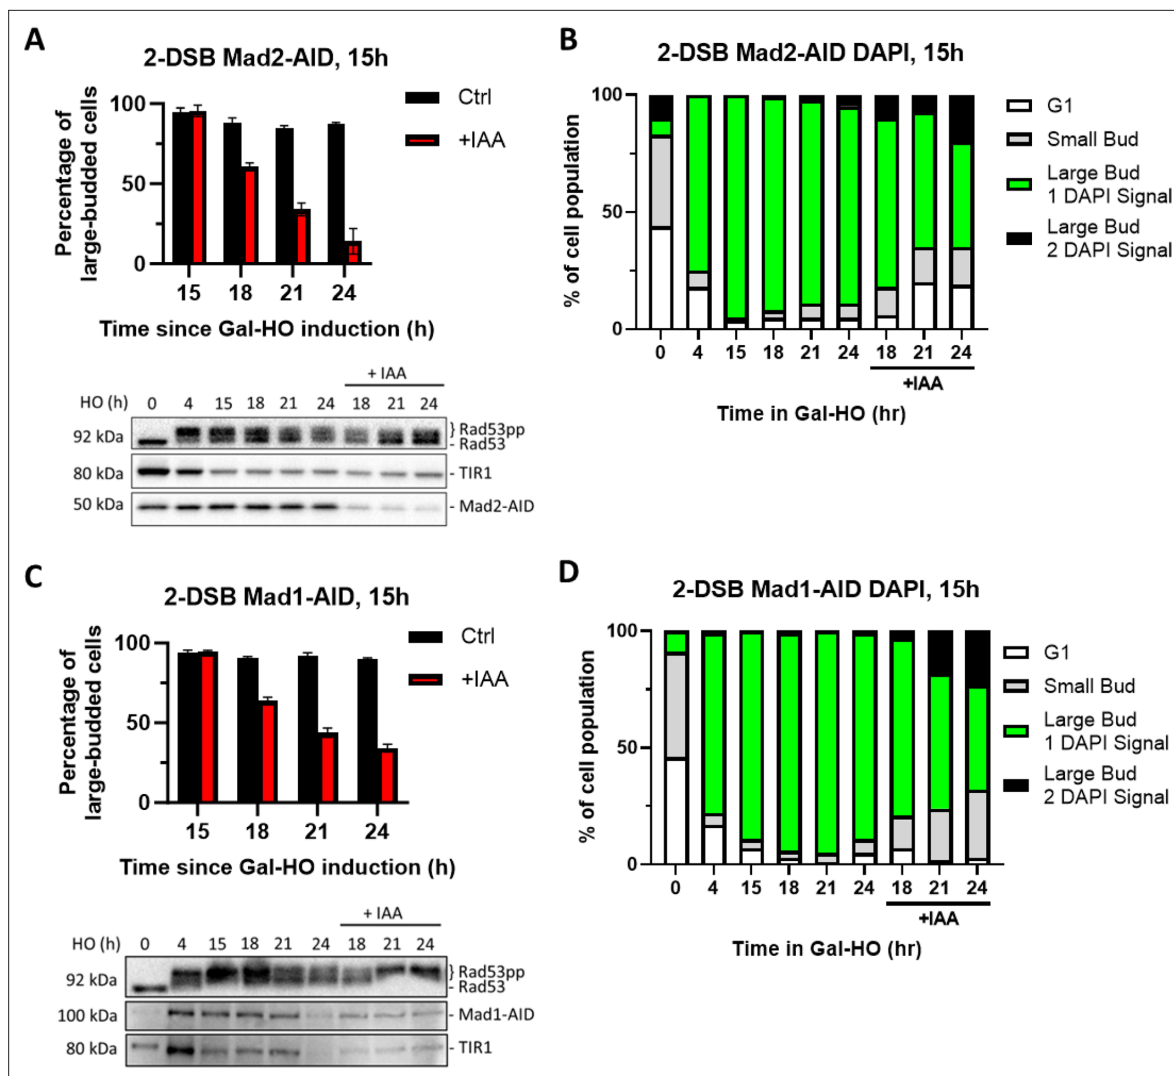 A
2-DSB Mad2-AID, 15h
Percentage of
large-budded cells
100
50
0
15 18 21 24
Time since Gal-HO induction (h)
Ctrl
+IAA
+ IAA
HO (h) 0 4 15 18 21 24 18 21 24
92 kDa
} Rad53pp
- Rad53
80 kDa - TIR1
50 kDa - Mad2-AID
B
2-DSB Mad2-AID DAPI, 15h
% of cell population
100
50
0
0 4 15 18 21 24 18 21 24
+IAA
Time in Gal-HO (hr)
G1
Small Bud
Large Bud
1 DAPI Signal
Large Bud
2 DAPI Signal
C
2-DSB Mad1-AID, 15h
Percentage of
large-budded cells
100
50
0
15 18 21 24
Time since Gal-HO induction (h)
Ctrl
+IAA
+ IAA
HO (h) 0 4 15 18 21 24 18 21 24
92 kDa
} Rad53pp
- Rad53
100 kDa - Mad1-AID
80 kDa - TIR1
D
2-DSB Mad1-AID DAPI, 15h
% of cell population
100
50
0
0 4 15 18 21 24 18 21 24
+IAA
Time in Gal-HO (hr)
G1
Small Bud
Large Bud
1 DAPI Signal
Large Bud
2 DAPI Signal